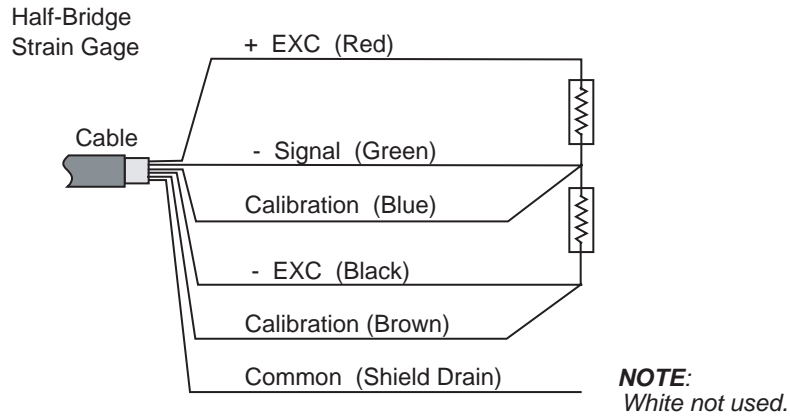 Half-Bridge
Strain Gage
+ EXC (Red)
Cable
- Signal (Green)
Calibration (Blue)
- EXC (Black)
Calibration (Brown)
Common (Shield Drain)
NOTE:
White not used.